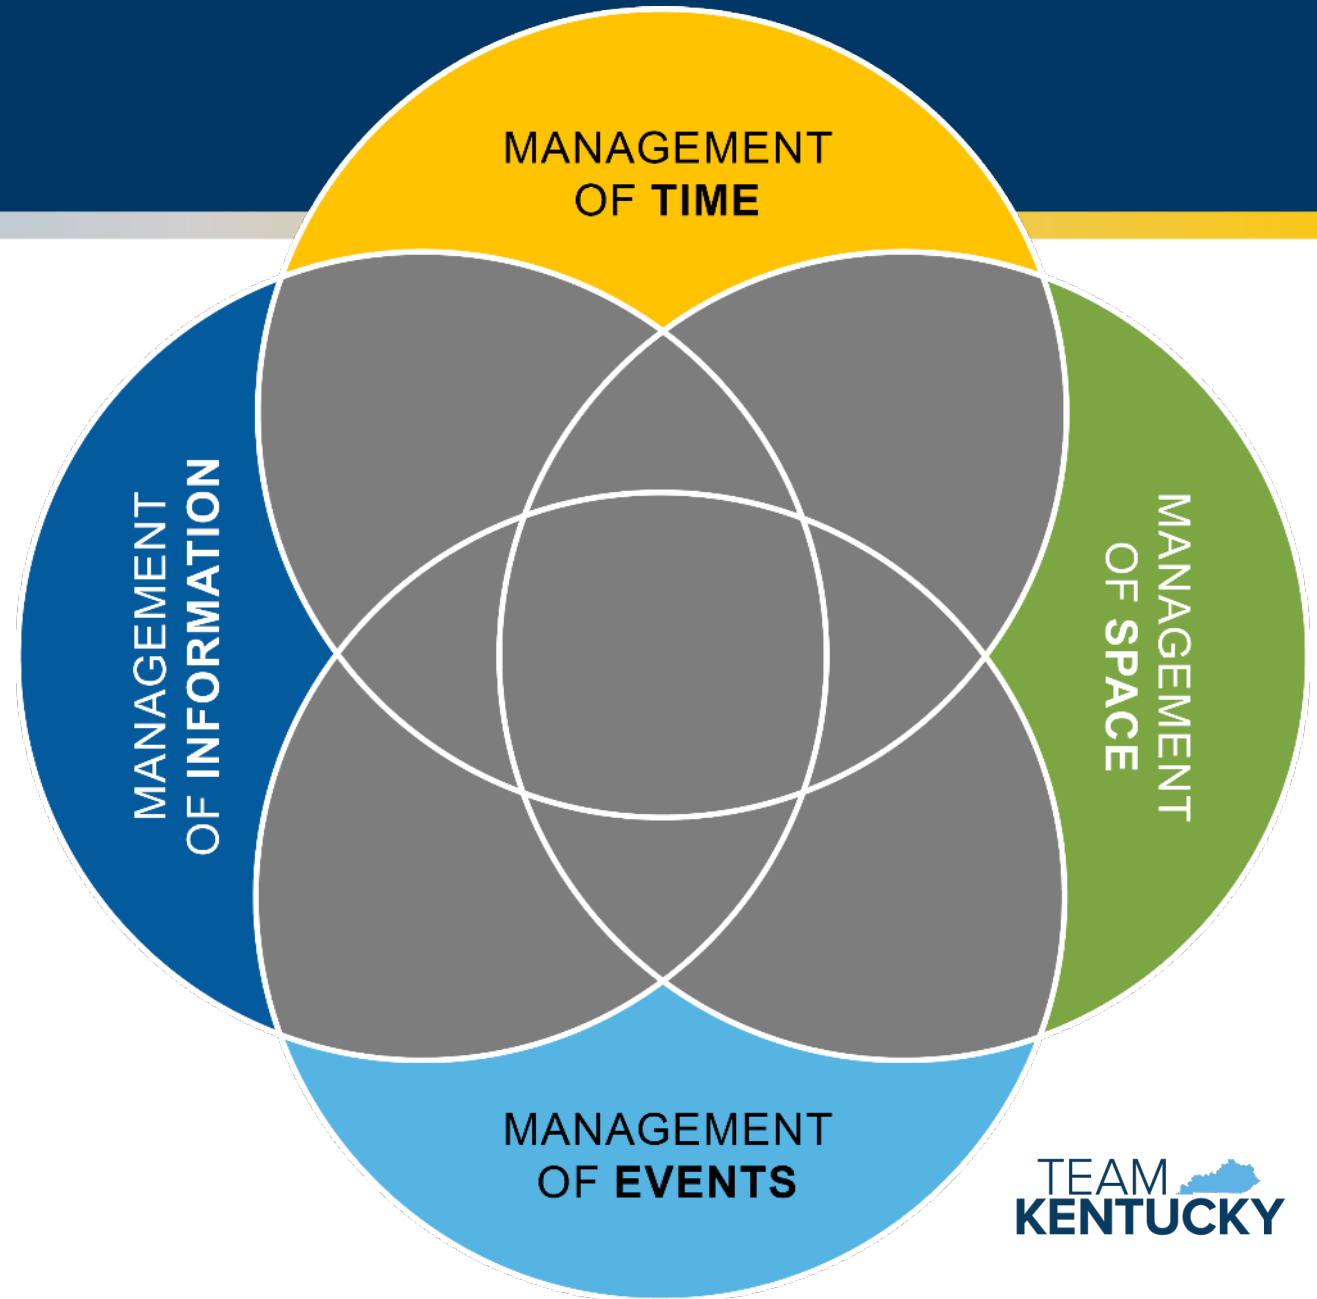 MANAGEMENT
OF TIME
MANAGEMENT
OF INFORMATION
MANAGEMENT
OF SPACE
MANAGEMENT
OF EVENTS
TEAM
KENTUCKY